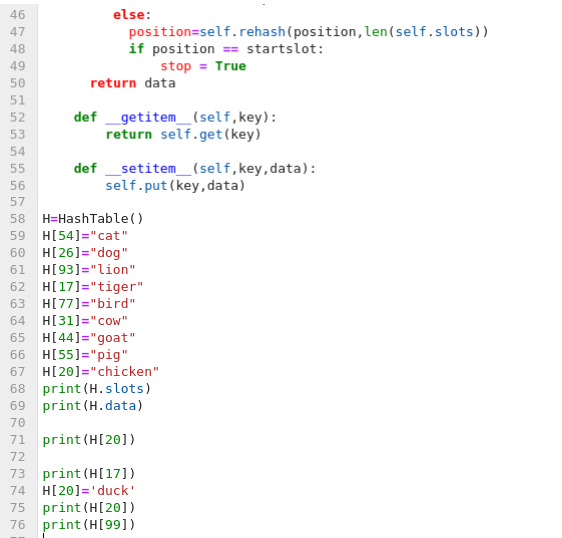 46         else:
47           position=self.rehash(position,len(self.slots))
48           if position == startslot:
49               stop = True
50      return data
51
52    def __getitem__(self,key):
53        return self.get(key)
54
55    def __setitem__(self,key,data):
56        self.put(key,data)
57
58 H=HashTable()
59 H[54]="cat"
60 H[26]="dog"
61 H[93]="lion"
62 H[17]="tiger"
63 H[77]="bird"
64 H[31]="cow"
65 H[44]="goat"
66 H[55]="pig"
67 H[20]="chicken"
68 print(H.slots)
69 print(H.data)
70
71 print(H[20])
72
73 print(H[17])
74 H[20]='duck'
75 print(H[20])
76 print(H[99])